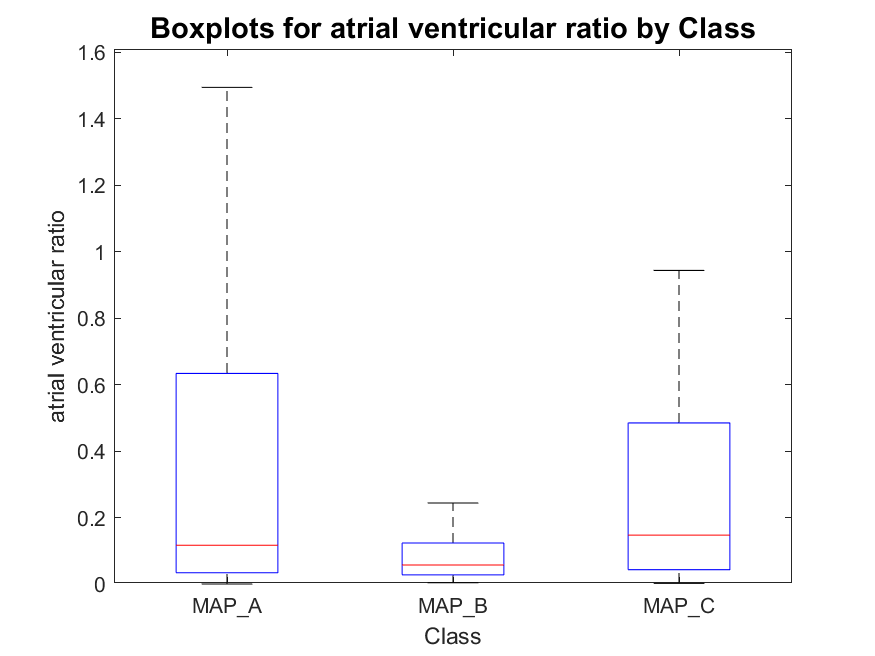 Boxplots for atrial ventricular ratio by Class
1.6
1.4
1.2
1
0.8
0.6
0.4
0.2
0
atrial ventricular ratio
MAP_A MAP_B MAP_C
Class